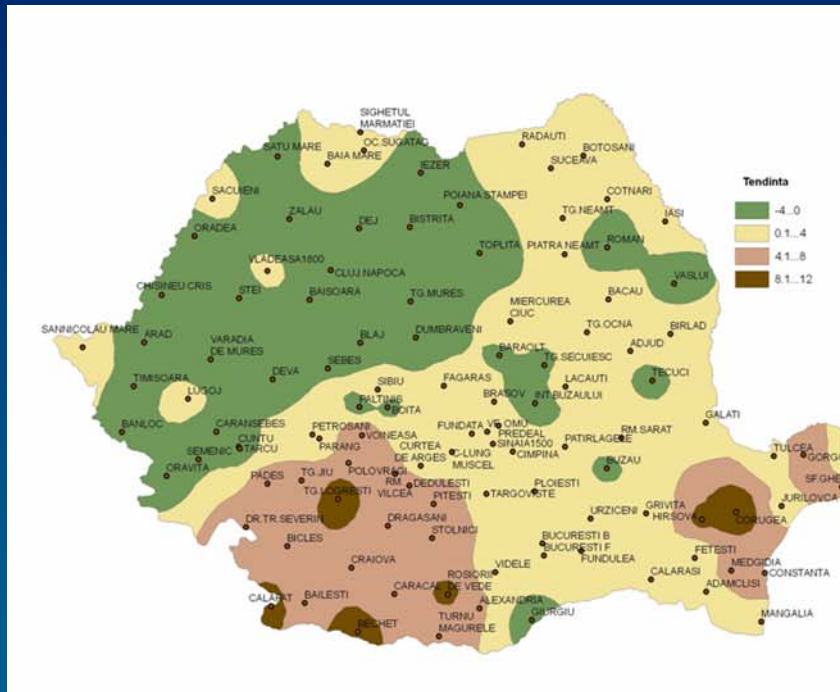 SIGHETUL
MARMATIEI
OC.SUGATAG
SATU MARE
BAIA MARE
IEZER
RADAUTI
BOTOSANI
SUCEAVA
SACUIENI
POIANA STAMPEI
COTNARI
Tendinta
-4...0
0.1...4
4.1...8
8.1...12
ZALAU
DEJ
BISTRITA
TG.NEAMT
IASI
ORADEA
TOPLITA
PIATRA NEAMT
ROMAN
VLADEASA1800
CLUJ.NAPOCA
VASLUI
CHISINEU CRIS
STEI
BAISOARA
TG.MURES
MIERCUREA
CIUC
BACAU
SANNICOLAU MARE
ARAD
VARADIA
DE MURES
BLAJ
DUMBRAVENI
TG.OCNA
BIRLAD
ADJUD
BARAOLT
TG.SECUIESC
TIMISOARA
DEVA
SEBES
SIBIU
FAGARAS
LACAUTI
TECUCI
LUGOJ
PALTINIS
BOITA
BRASOV
INT.BUZAULUI
BANLOC
CARANSEBES
PETROSANI
VOINEASA
FUNDATA
VF.OMU
PREDEAL
RM.SARAT
GALATI
CUNTU
TARCU
PARANG
CURTEA
DE ARGES
SINAIA1500
PATIRLAGELE
SEMENIC
C-LUNG
MUSCEL
CIMPINA
TULCEA
GORG
ORAVITA
PADES
TG.JIU
POLOVRAGI
RM
VILCEA
DEDULESTI
BUZAU
SF.GHE
TG.LOGRESTI
PITESTI
TARGOVISTE
PLOIESTI
JURILOVCA
DR.TR.SEVERIN
DRAGASANI
STOLNICI
URZICENI
GRIVITA
HIRSOVA
CORUGEA
BICLES
BUCURESTI B
BUCURESTI F
FUNDULEA
FETESTI
CRAIOVA
ROSIORII
DE VEDE
VIDELE
MEDGIDIA
CONSTANTA
CALAFAT
BAILESTI
CARACAL
CALARASI
ADAMCLISI
ALEXANDRIA
GIURGIU
MANGALIA
BECHET
TURNU
MAGURELE